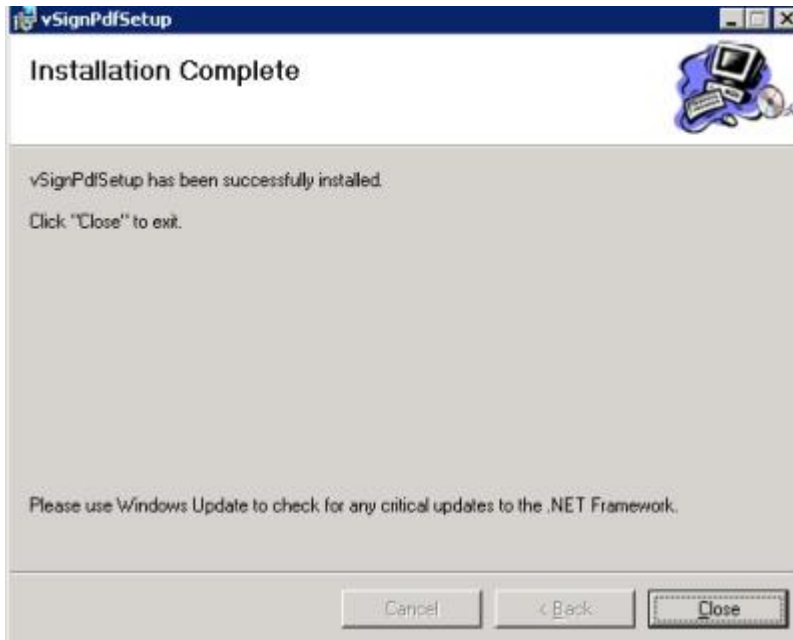 vSignPdfSetup
Installation Complete
vSignPdfSetup has been successfully installed.
Click "Close" to exit.
Please use Windows Update to check for any critical updates to the .NET Framework.
Cancel
< Back
Close